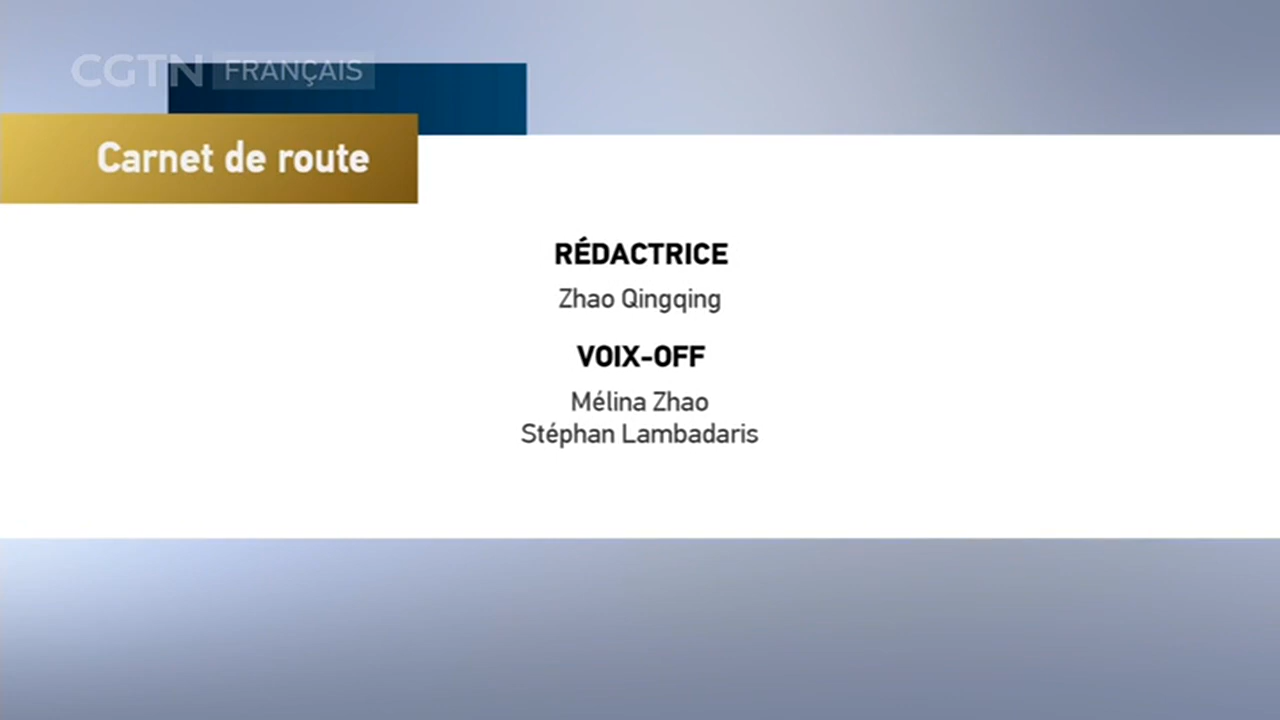 CGTN FRANÇAIS
Carnet de route
RÉDACTRICE
Zhao Qingqing
VOIX-OFF
Mélina Zhao
Stéphan Lambadaris